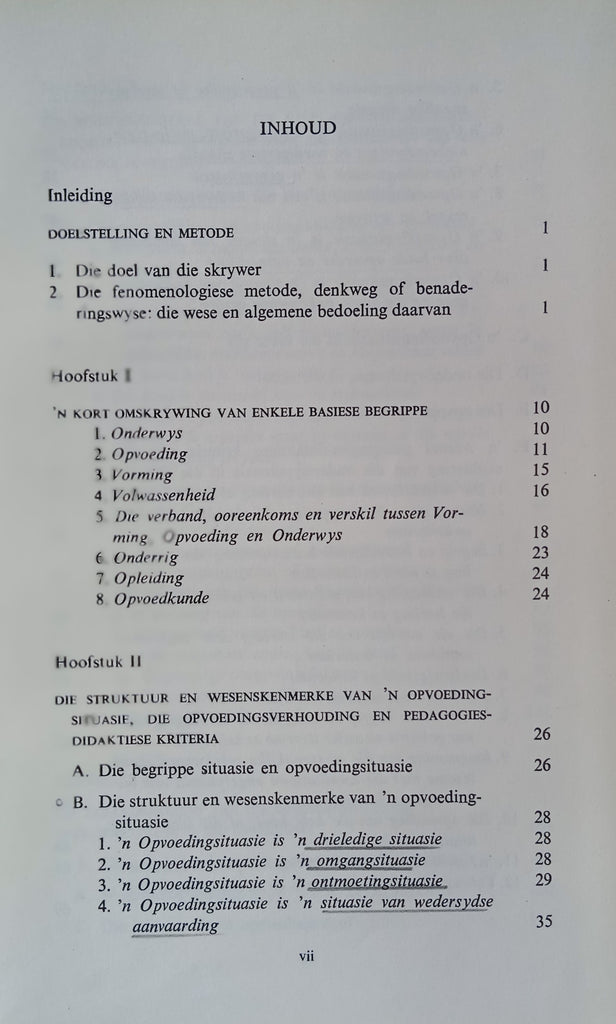 INHOUD
Inleiding
DOELSTELLING EN METODE 1
1 Die doel van die skrywer 1
2 Die fenomenologiese metode, denkweg of benade-
ringswyse: die wese en algemene bedoeling daarvan 1
Hoofstuk I
'N KORT OMSKRYWING VAN ENKELE BASIESE BEGRIPPE 10
1. Onderwys 10
2 Opvoeding 11
3 Vorming 15
4 Volwassenheid 16
5 Die verband, ooreenkoms en verskil tussen Vor-
ming Opvoeding en Onderwys 18
6 Onderrig 23
7 Opleiding 24
8 Opvoedkunde 24
Hoofstuk II
DIE STRUKTUUR EN WESENSKENMERKE VAN 'N OPVOEDING-
SITUASIE, DIE OPVOEDINGSVERHOUDING EN PEDAGOGIES-
DIDAKTIESE KRITERIA 26
A. Die begrippe situasie en opvoedingsituasie 26
B. Die struktuur en wesenskenmerke van 'n opvoeding-
situasie 28
1. 'n Opvoedingsituasie is 'n drieledige situasie 28
2. 'n Opvoedingsituasie is 'n omgangsituasie 28
3. 'n Opvoedingsituasie is 'n ontmoetingsituasie. 29
4. 'n Opvoedingsituasie is 'n situasie van wedersydse
aanvaarding 35
vii